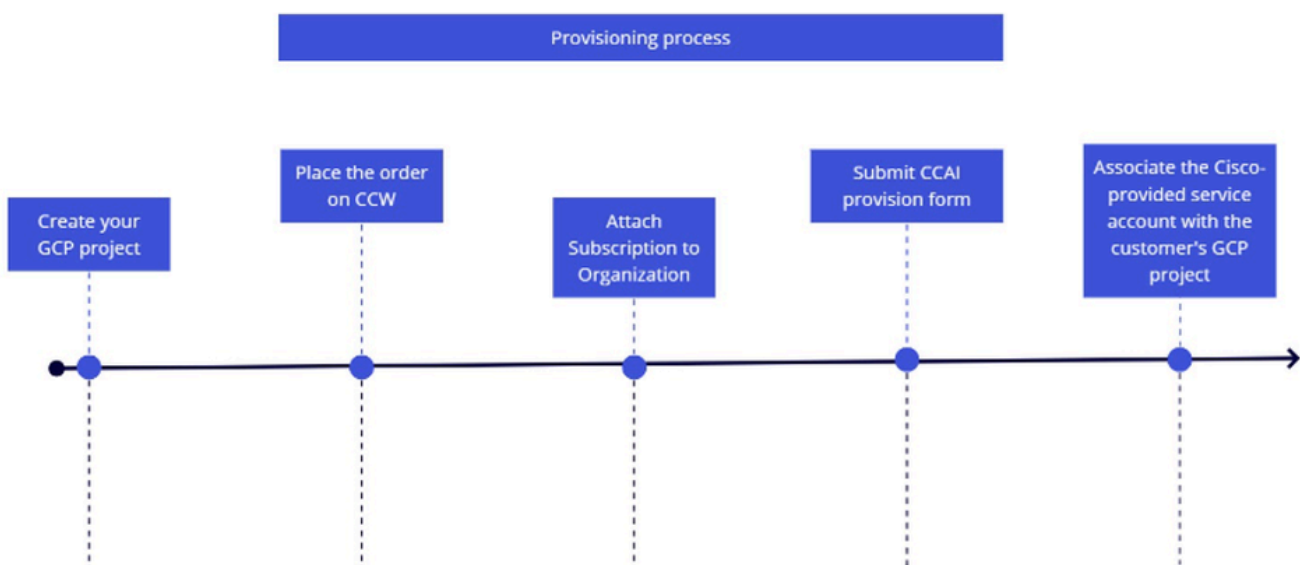 Provisioning process
Create your
GCP project
Place the order
on CCW
Attach
Subscription to
Organization
Submit CCAI
provision form
Associate the Cisco-
provided service
account with the
customer's GCP
project